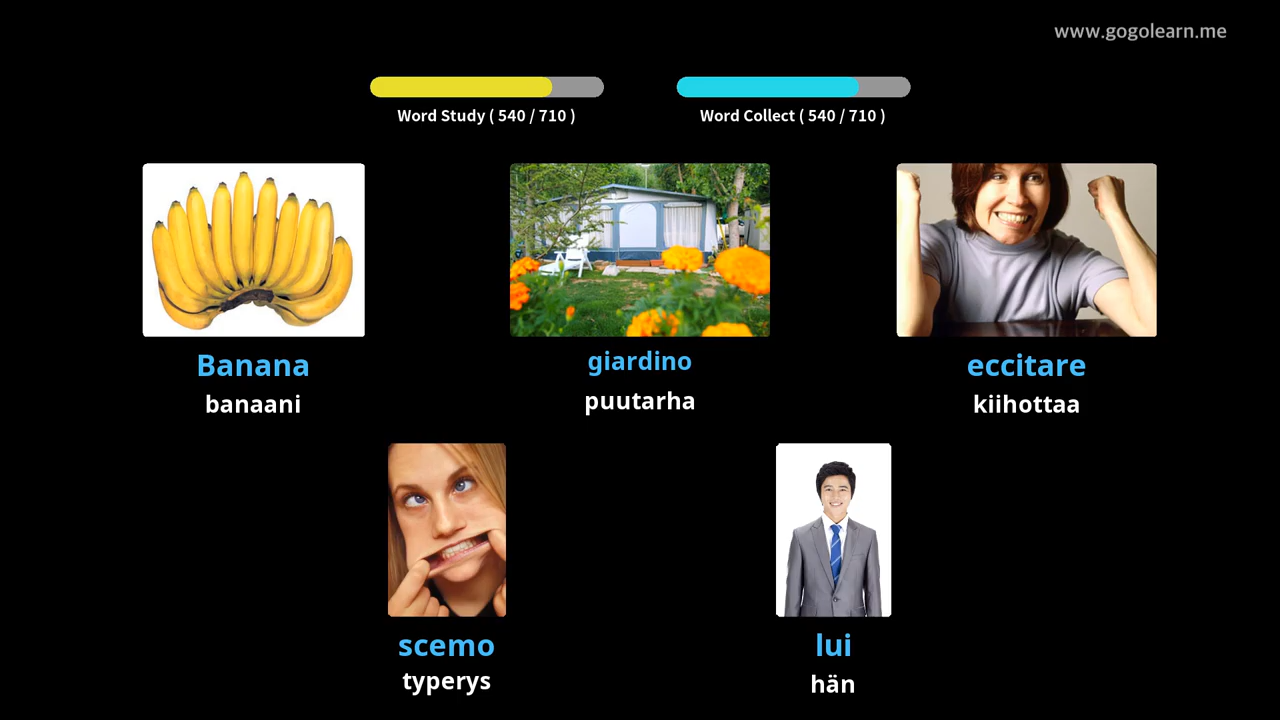 www.gogolearn.me
Word Study ( 540 / 710 )
Word Collect ( 540 / 710 )
Banana
banaani
giardino
puutarha
eccitare
kiihottaa
scemo
typerys
lui
hän